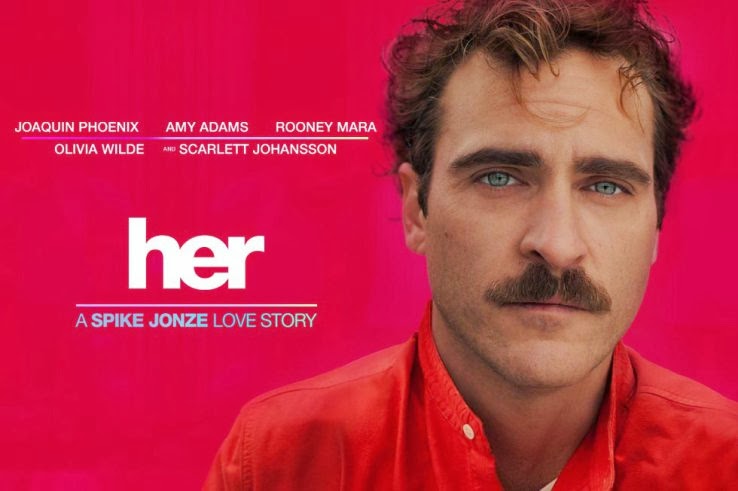 JOAQUIN PHOENIX AMY ADAMS ROONEY MARA
OLIVIA WILDE AND SCARLETT JOHANSSON
her
A SPIKE JONZE LOVE STORY